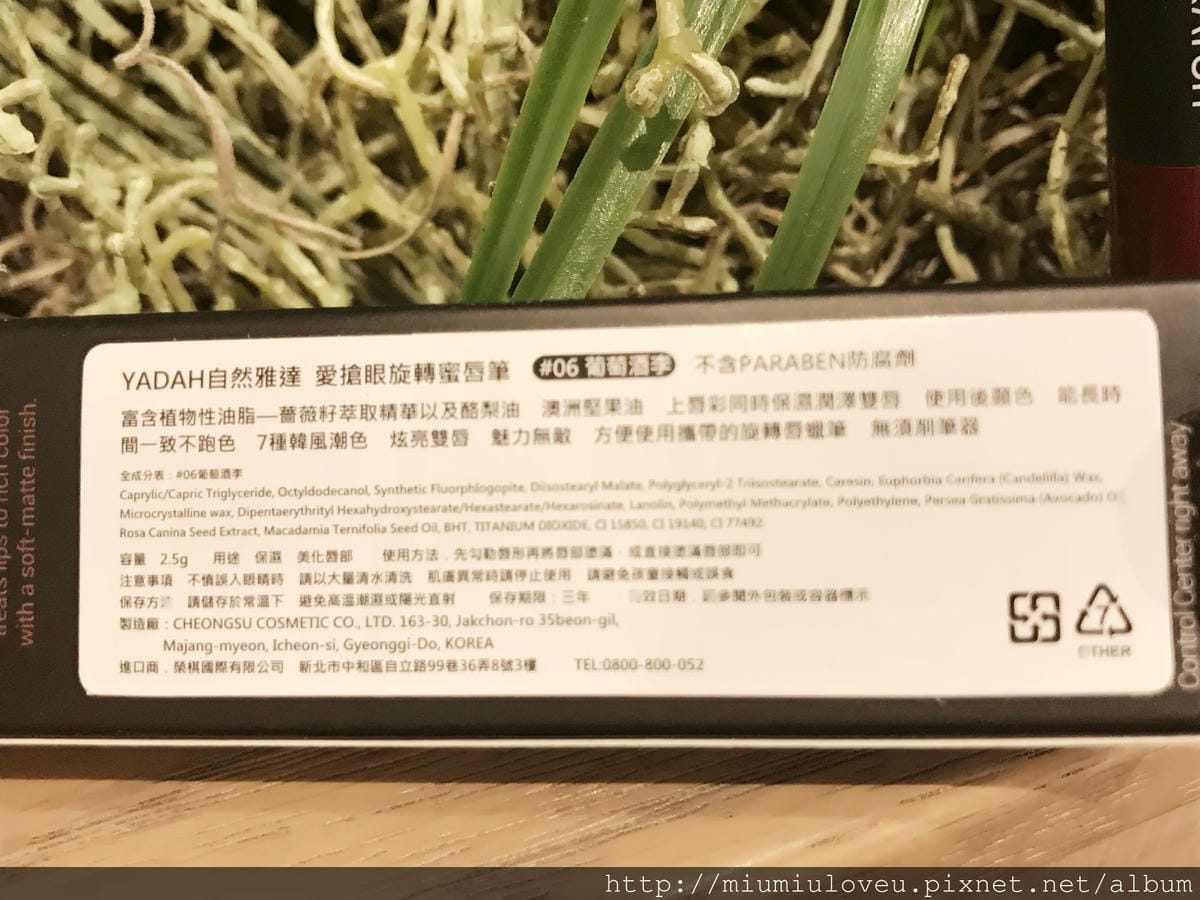 YADAH自然雅達 愛搶眼旋轉蜜唇筆 #06 葡萄酒季 不含PARABEN防腐劑
富含植物性油脂—薔薇籽萃取精華以及酪梨油 澳洲堅果油 上唇彩同時保濕潤澤雙唇 使用後顯色 能長時
間一致不跑色 7種韓風潮色 炫亮雙唇 魅力無敵 方便使用攜帶的旋轉唇蠟筆 無須削筆器
全成分表:#06葡萄酒季
Caprylic/Capric Triglyceride, Octyldodecanol, Synthetic Fluorphlogopite, Diisostearyl Malate, Polyglyceryl-2 Triisostearate, Ceresin, Euphorbia Cerifera (Candelilla) Wax,
Microcrystalline wax, Dipentaerythrityl Hexahydroxystearate/Hexastearate/Hexarosinate, Lanolin, Polymethyl Methacrylate, Polyethylene, Persea Gratissima (Avocado)
Rosa Canina Seed Extract, Macadamia Ternifolia Seed Oil, BHT, TITANIUM DIOXIDE, CI 15850, CI 19140, CI 77492
容量 2.5g 用途 保濕 美化唇部 使用方法.先勾勒唇形再將唇部塗滿.或直接塗滿唇部即可
注意事項 不慎誤入眼睛時 請以大量清水清洗 肌膚異常時請停止使用 請避免孩童接觸或誤食
保存方 請儲存於常溫下 避免高溫潮濕或陽光直射 保存期限:三年 效日期.參閱外包裝或容器標示
製造廠:CHEONGSU COSMETIC CO., LTD. 163-30, Jakchon-ro 35beon-gil,
Majang-myeon, Icheon-si, Gyeonggi-Do, KOREA
進口商.榮祺國際有限公司 新北市中和區自立路99巷36弄8號3樓 TEL:0800-800-052
7
OTHER
treats lips to rich color
with a soft-matte finish.
Control Center right away
http://miumiuloveu.pixnet.net/album